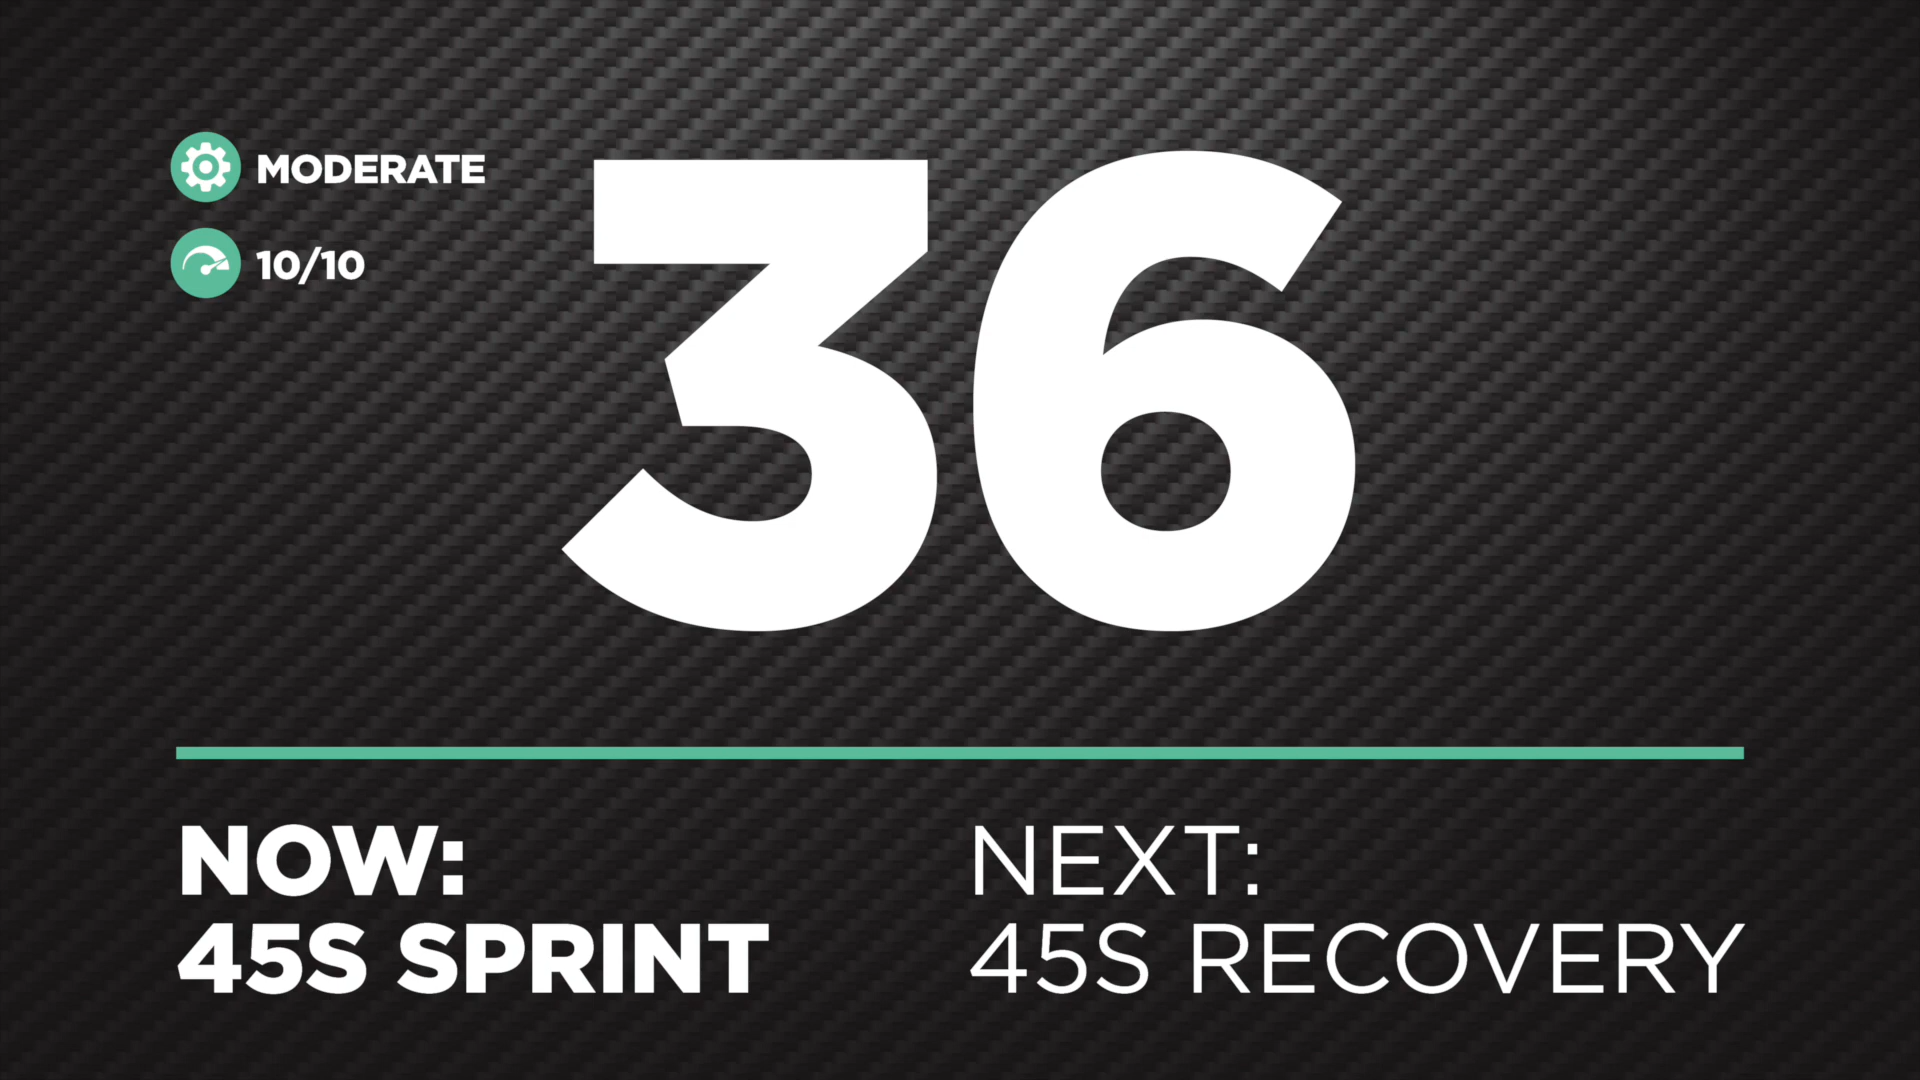 MODERATE
10/10
36
NOW:
45S SPRINT
NEXT:
45S RECOVERY